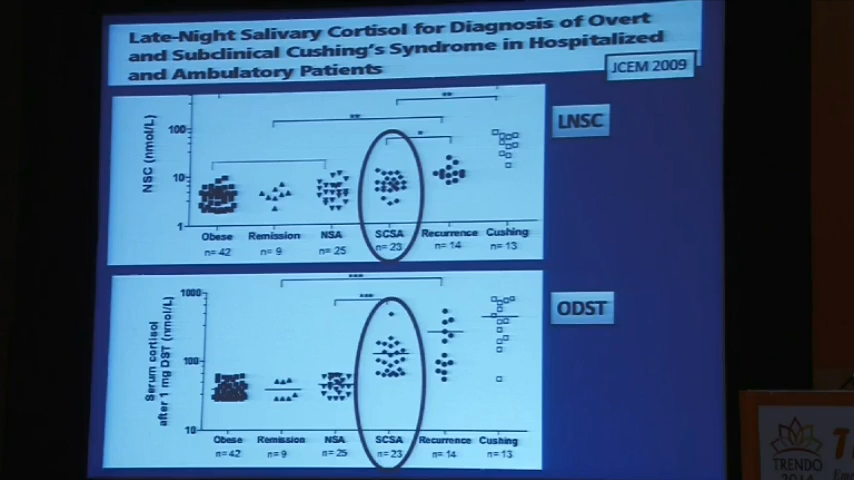 Late-Night Salivary Cortisol for Diagnosis of Overt
and Subclinical Cushing's Syndrome in Hospitalized
and Ambulatory Patients
JCEM 2009
LNSC
NSC (nmol/L)
100
10
1
** 
**
*
Obese Remission NSA SCSA Recurrence Cushing
n= 42 n= 9 n= 25 n= 23 n= 14 n= 13
ODST
Serum cortisol
after 1 mg DST (nmol/L)
1000
100
10
***
***
Obese Remission NSA SCSA Recurrence Cushing
n= 42 n= 9 n= 25 n= 23 n= 14 n= 13
TRENDO